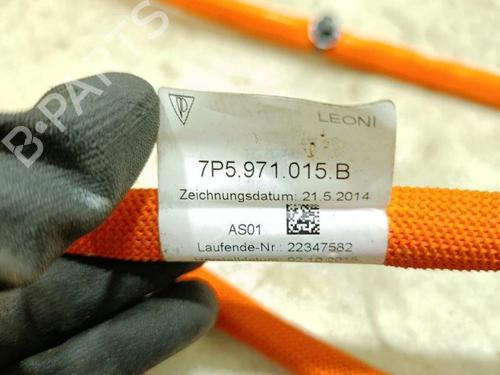 B-PARTS
LEONI
7P5.971.015.B
Zeichnungsdatum: 21.5.2014
AS01
Laufende-Nr.: 22347582